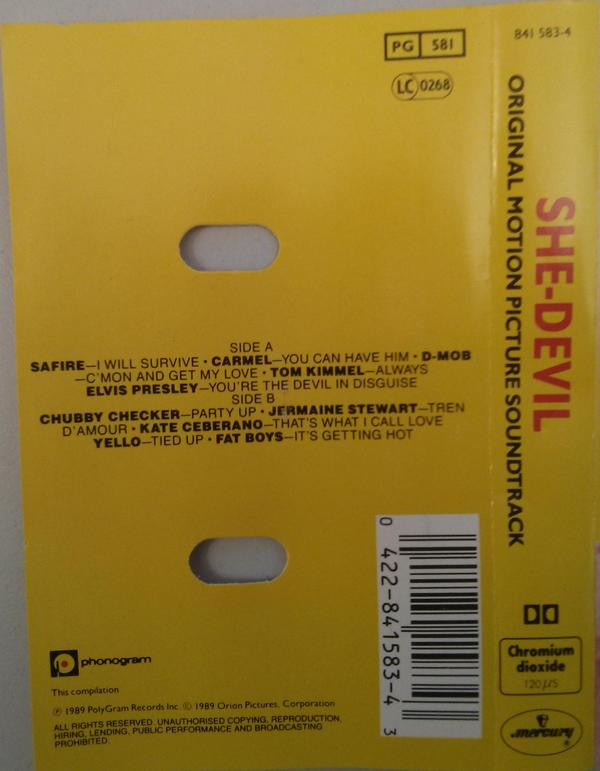 PG 581
LC 0268
SIDE A
SAFIRE—I WILL SURVIVE • CARMEL—YOU CAN HAVE HIM • D-MOB
—C'MON AND GET MY LOVE • TOM KIMMEL—ALWAYS
ELVIS PRESLEY—YOU'RE THE DEVIL IN DISGUISE
SIDE B
CHUBBY CHECKER—PARTY UP • JERMAINE STEWART—TREN
D'AMOUR • KATE CEBERANO—THAT'S WHAT I CALL LOVE
YELLO—TIED UP • FAT BOYS—IT'S GETTING HOT
0 422-841583-4 3
phonogram
This compilation
℗ 1989 PolyGram Records Inc. © 1989 Orion Pictures. Corporation
ALL RIGHTS RESERVED. UNAUTHORISED COPYING, REPRODUCTION,
HIRING, LENDING, PUBLIC PERFORMANCE AND BROADCASTING
PROHIBITED.
841 583-4
SHE-DEVIL
ORIGINAL MOTION PICTURE SOUNDTRACK
Chromium
dioxide
120 µS
mercury